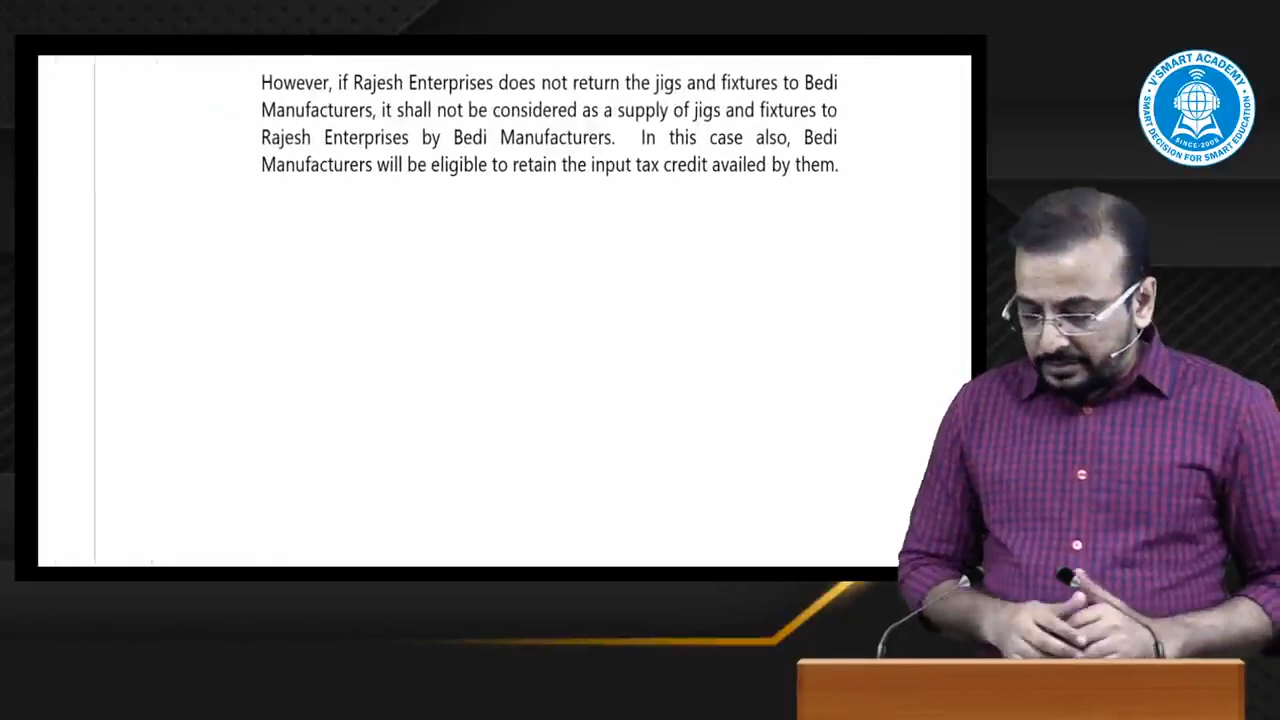 However, if Rajesh Enterprises does not return the jigs and fixtures to Bedi
Manufacturers, it shall not be considered as a supply of jigs and fixtures to
Rajesh Enterprises by Bedi Manufacturers. In this case also, Bedi
Manufacturers will be eligible to retain the input tax credit availed by them.
V'SMART ACADEMY
SMART DECISION FOR SMART EDUCATION
SINCE-2009